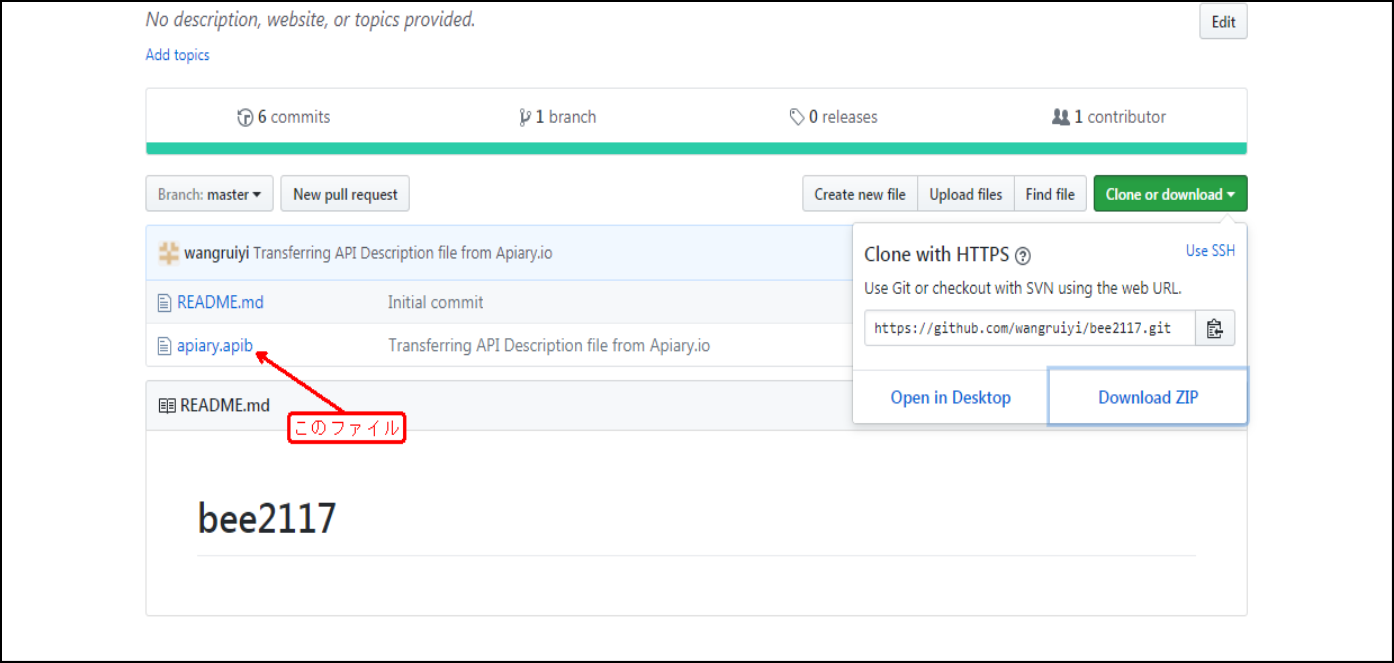 No description, website, or topics provided.
Edit
Add topics
6 commits
1 branch
0 releases
1 contributor
Branch: master
New pull request
Create new file
Upload files
Find file
Clone or download
wangruiyi Transferring API Description file from Apiary.io
Clone with HTTPS ?
Use SSH
Use Git or checkout with SVN using the web URL.
README.md
Initial commit
https://github.com/wangruiyi/bee2117.git
apiary.apib
Transferring API Description file from Apiary.io
Open in Desktop
Download ZIP
README.md
このファイル
bee2117